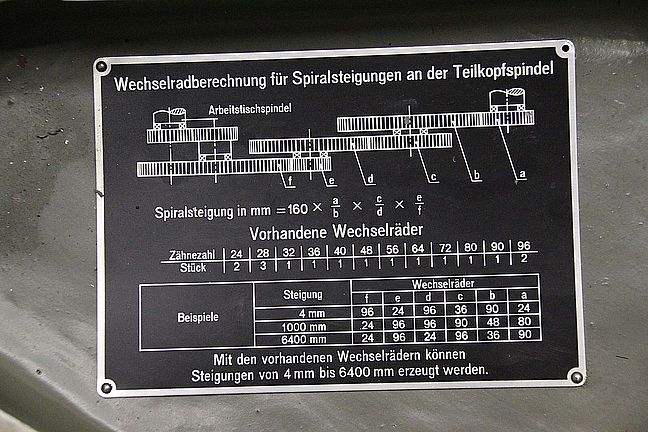 Wechselradberechnung für Spiralsteigungen an der Teilkopfspindel
Arbeitstischspindel
f e d c b a
Spiralsteigung in mm = 160 × a/b × c/d × e/f
Vorhandene Wechselräder
Zähnezahl 24 28 32 36 40 48 56 64 72 80 90 96
Stück 2 3 1 1 1 1 1 1 1 1 1 2
Beispiele Steigung Wechselräder
f e d c b a
4 mm 96 24 96 36 90 24
1000 mm 24 96 96 90 48 80
6400 mm 24 96 24 96 36 90
Mit den vorhandenen Wechselrädern können
Steigungen von 4 mm bis 6400 mm erzeugt werden.